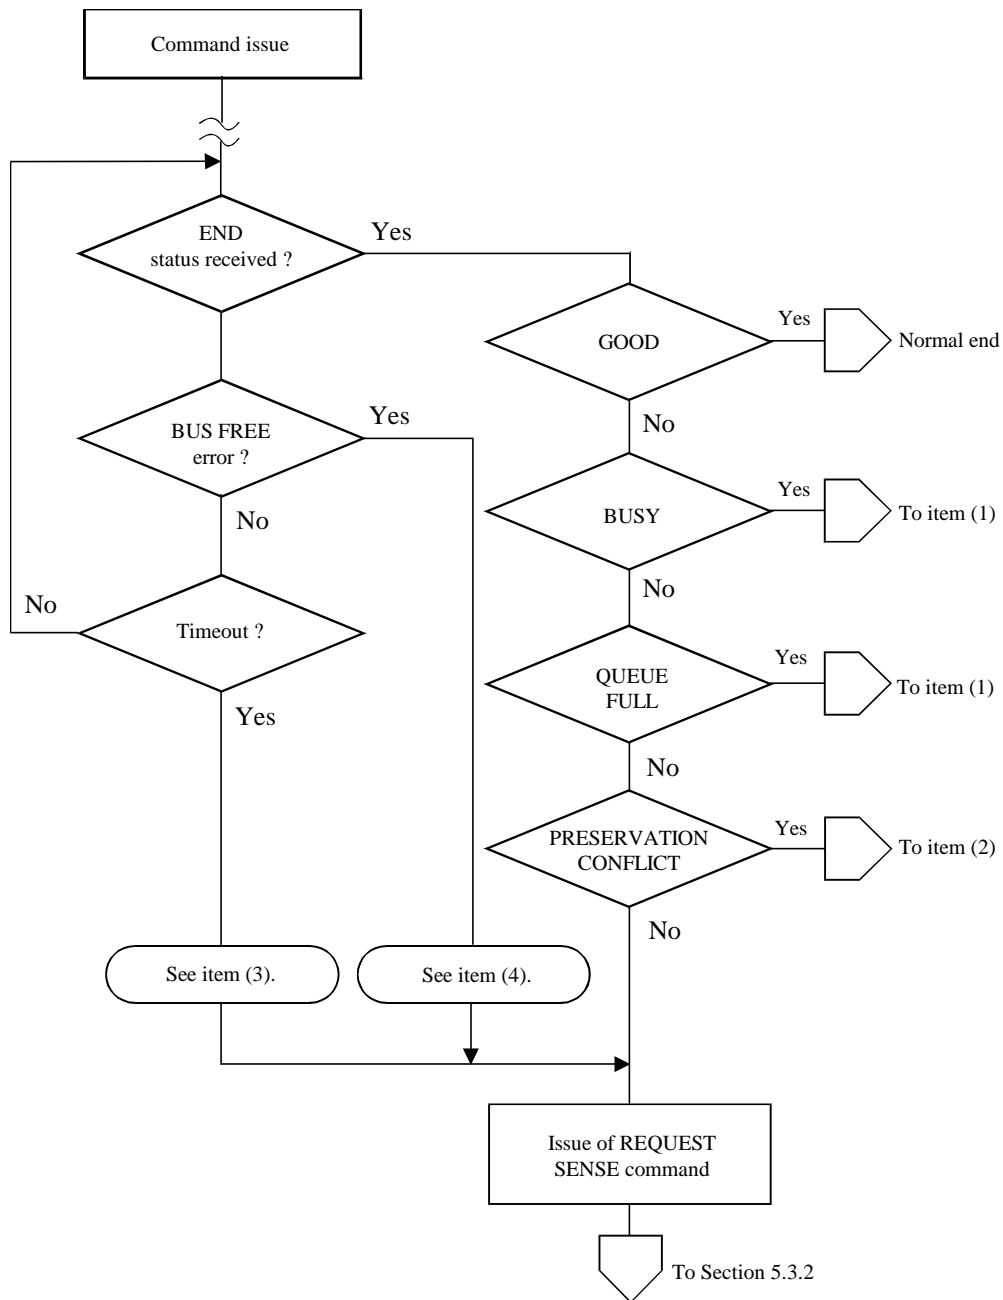 Command issue
END
status received ?
Yes
GOOD
Yes
Normal end
No
BUS FREE
error ?
Yes
No
BUSY
Yes
To item (1)
No
Timeout ?
No
Yes
QUEUE
FULL
Yes
To item (1)
No
PRESERVATION
CONFLICT
Yes
To item (2)
No
See item (3).
See item (4).
Issue of REQUEST
SENSE command
To Section 5.3.2